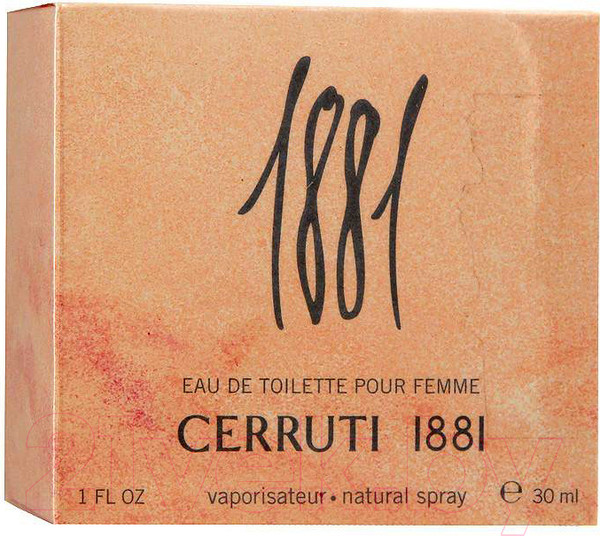 1881
EAU DE TOILETTE POUR FEMME
CERRUTI 1881
1 FL OZ vaporisateur • natural spray ℮ 30 ml